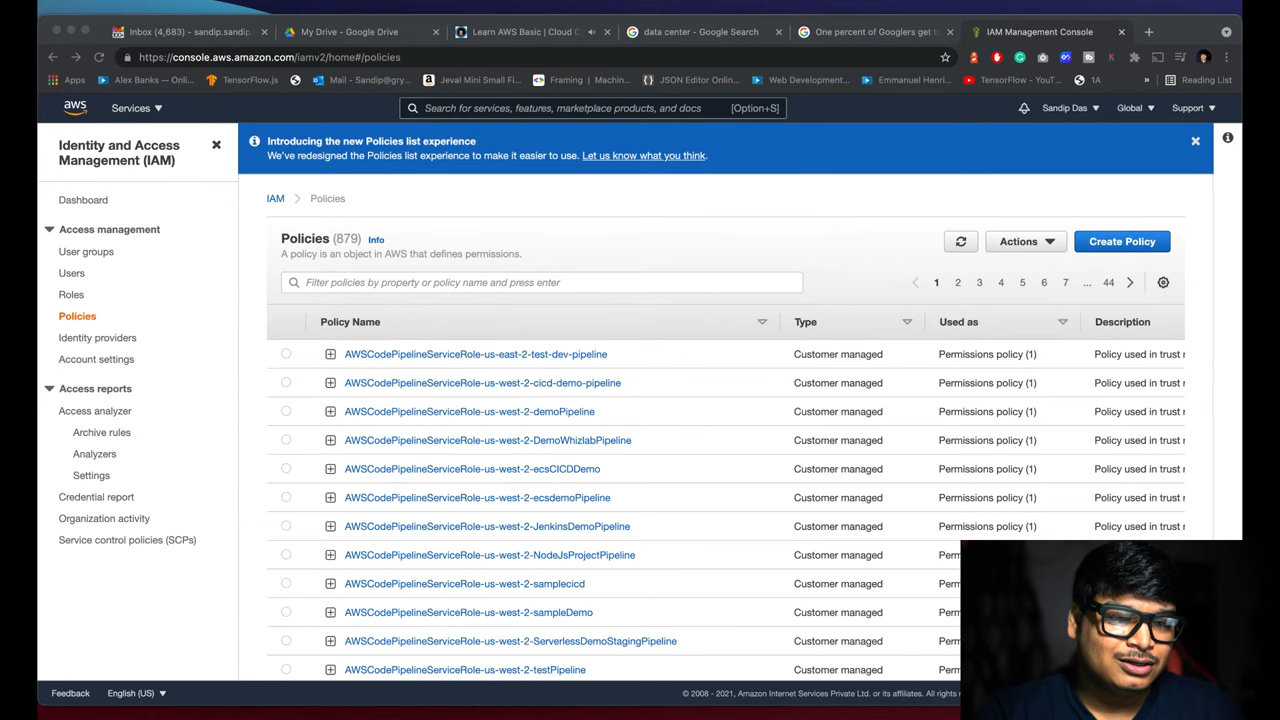 Inbox (4,683) - sandip.sandip.
My Drive - Google Drive
Learn AWS Basic | Cloud C
data center - Google Search
One percent of Googlers get t
IAM Management Console
https://console.aws.amazon.com/iamv2/home#/policies
Apps
Alex Banks — Onli...
TensorFlow.js
Mail - Sandip@gry...
Jeval Mini Small Fi...
Framing | Machin...
JSON Editor Onlin...
Web Development...
Emmanuel Henri...
TensorFlow - YouT...
1A
»
Reading List
aws
Services
Search for services, features, marketplace products, and docs
[Option+S]
Sandip Das
Global
Support
Identity and Access
Management (IAM)
Dashboard
Access management
User groups
Users
Roles
Policies
Identity providers
Account settings
Access reports
Access analyzer
Archive rules
Analyzers
Settings
Credential report
Organization activity
Service control policies (SCPs)
Introducing the new Policies list experience
We've redesigned the Policies list experience to make it easier to use. Let us know what you think.
IAM > Policies
Policies (879) Info
A policy is an object in AWS that defines permissions.
Actions
Create Policy
Filter policies by property or policy name and press enter
1 2 3 4 5 6 7 ... 44
Policy Name Type Used as Description
AWSCodePipelineServiceRole-us-east-2-test-dev-pipeline Customer managed Permissions policy (1) Policy used in trust r
AWSCodePipelineServiceRole-us-west-2-cicd-demo-pipeline Customer managed Permissions policy (1) Policy used in trust r
AWSCodePipelineServiceRole-us-west-2-demoPipeline Customer managed Permissions policy (1) Policy used in trust r
AWSCodePipelineServiceRole-us-west-2-DemoWhizlabPipeline Customer managed Permissions policy (1) Policy used in trust r
AWSCodePipelineServiceRole-us-west-2-ecsCICDDemo Customer managed Permissions policy (1) Policy used in trust r
AWSCodePipelineServiceRole-us-west-2-ecsdemoPipeline Customer managed Permissions policy (1) Policy used in trust r
AWSCodePipelineServiceRole-us-west-2-JenkinsDemoPipeline Customer managed Permissions policy (1) Policy used in trust r
AWSCodePipelineServiceRole-us-west-2-NodeJsProjectPipeline Customer managed Perm
AWSCodePipelineServiceRole-us-west-2-samplecicd Customer managed Perm
AWSCodePipelineServiceRole-us-west-2-sampleDemo Customer managed Perm
AWSCodePipelineServiceRole-us-west-2-ServerlessDemoStagingPipeline Customer managed Perm
AWSCodePipelineServiceRole-us-west-2-testPipeline Customer managed Perm
Feedback
English (US)
© 2008 - 2021, Amazon Internet Services Private Ltd. or its affiliates. All rights